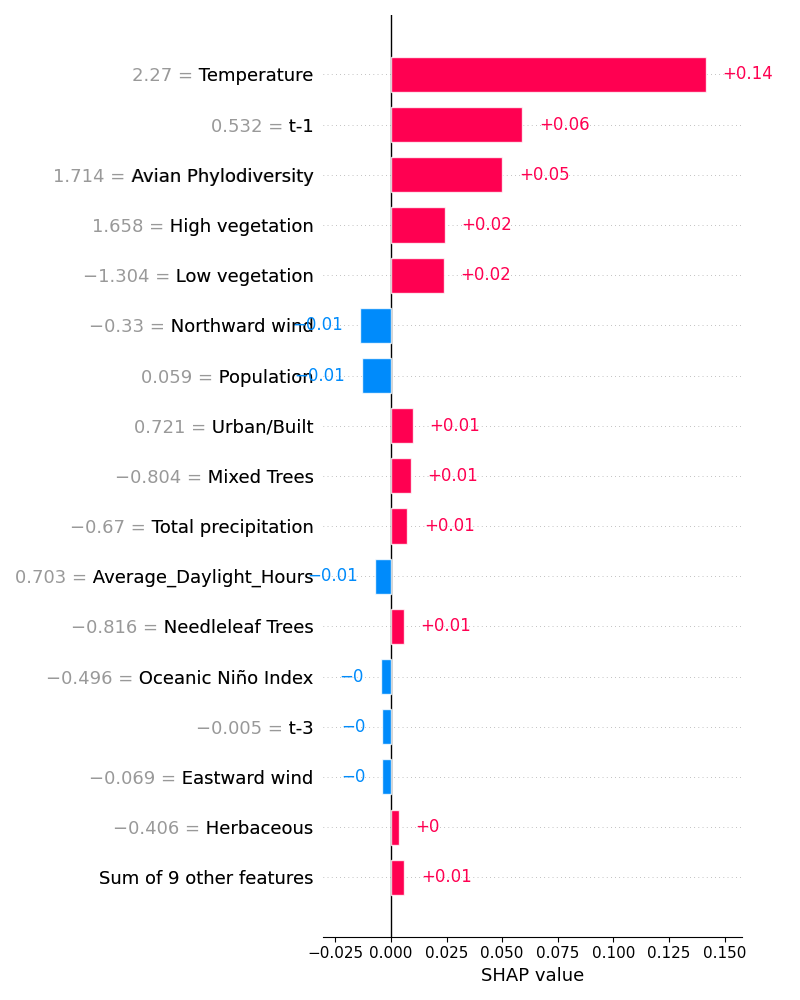 2.27 = Temperature +0.14
0.532 = t-1 +0.06
1.714 = Avian Phylodiversity +0.05
1.658 = High vegetation +0.02
−1.304 = Low vegetation +0.02
−0.33 = Northward wind −0.01
0.059 = Population −0.01
0.721 = Urban/Built +0.01
−0.804 = Mixed Trees +0.01
−0.67 = Total precipitation +0.01
0.703 = Average_Daylight_Hours −0.01
−0.816 = Needleleaf Trees +0.01
−0.496 = Oceanic Niño Index −0
−0.005 = t-3 −0
−0.069 = Eastward wind −0
−0.406 = Herbaceous +0
Sum of 9 other features +0.01
−0.025 0.000 0.025 0.050 0.075 0.100 0.125 0.150
SHAP value